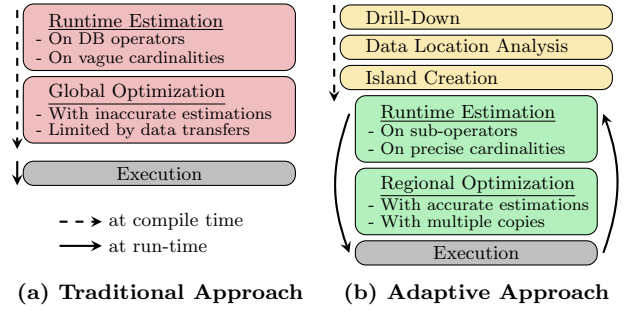 Runtime Estimation
- On DB operators
- On vague cardinalities
Global Optimization
- With inaccurate estimations
- Limited by data transfers
Execution
at compile time
at run-time
(a) Traditional Approach
Drill-Down
Data Location Analysis
Island Creation
Runtime Estimation
- On sub-operators
- On precise cardinalities
Regional Optimization
- With accurate estimations
- With multiple copies
Execution
(b) Adaptive Approach